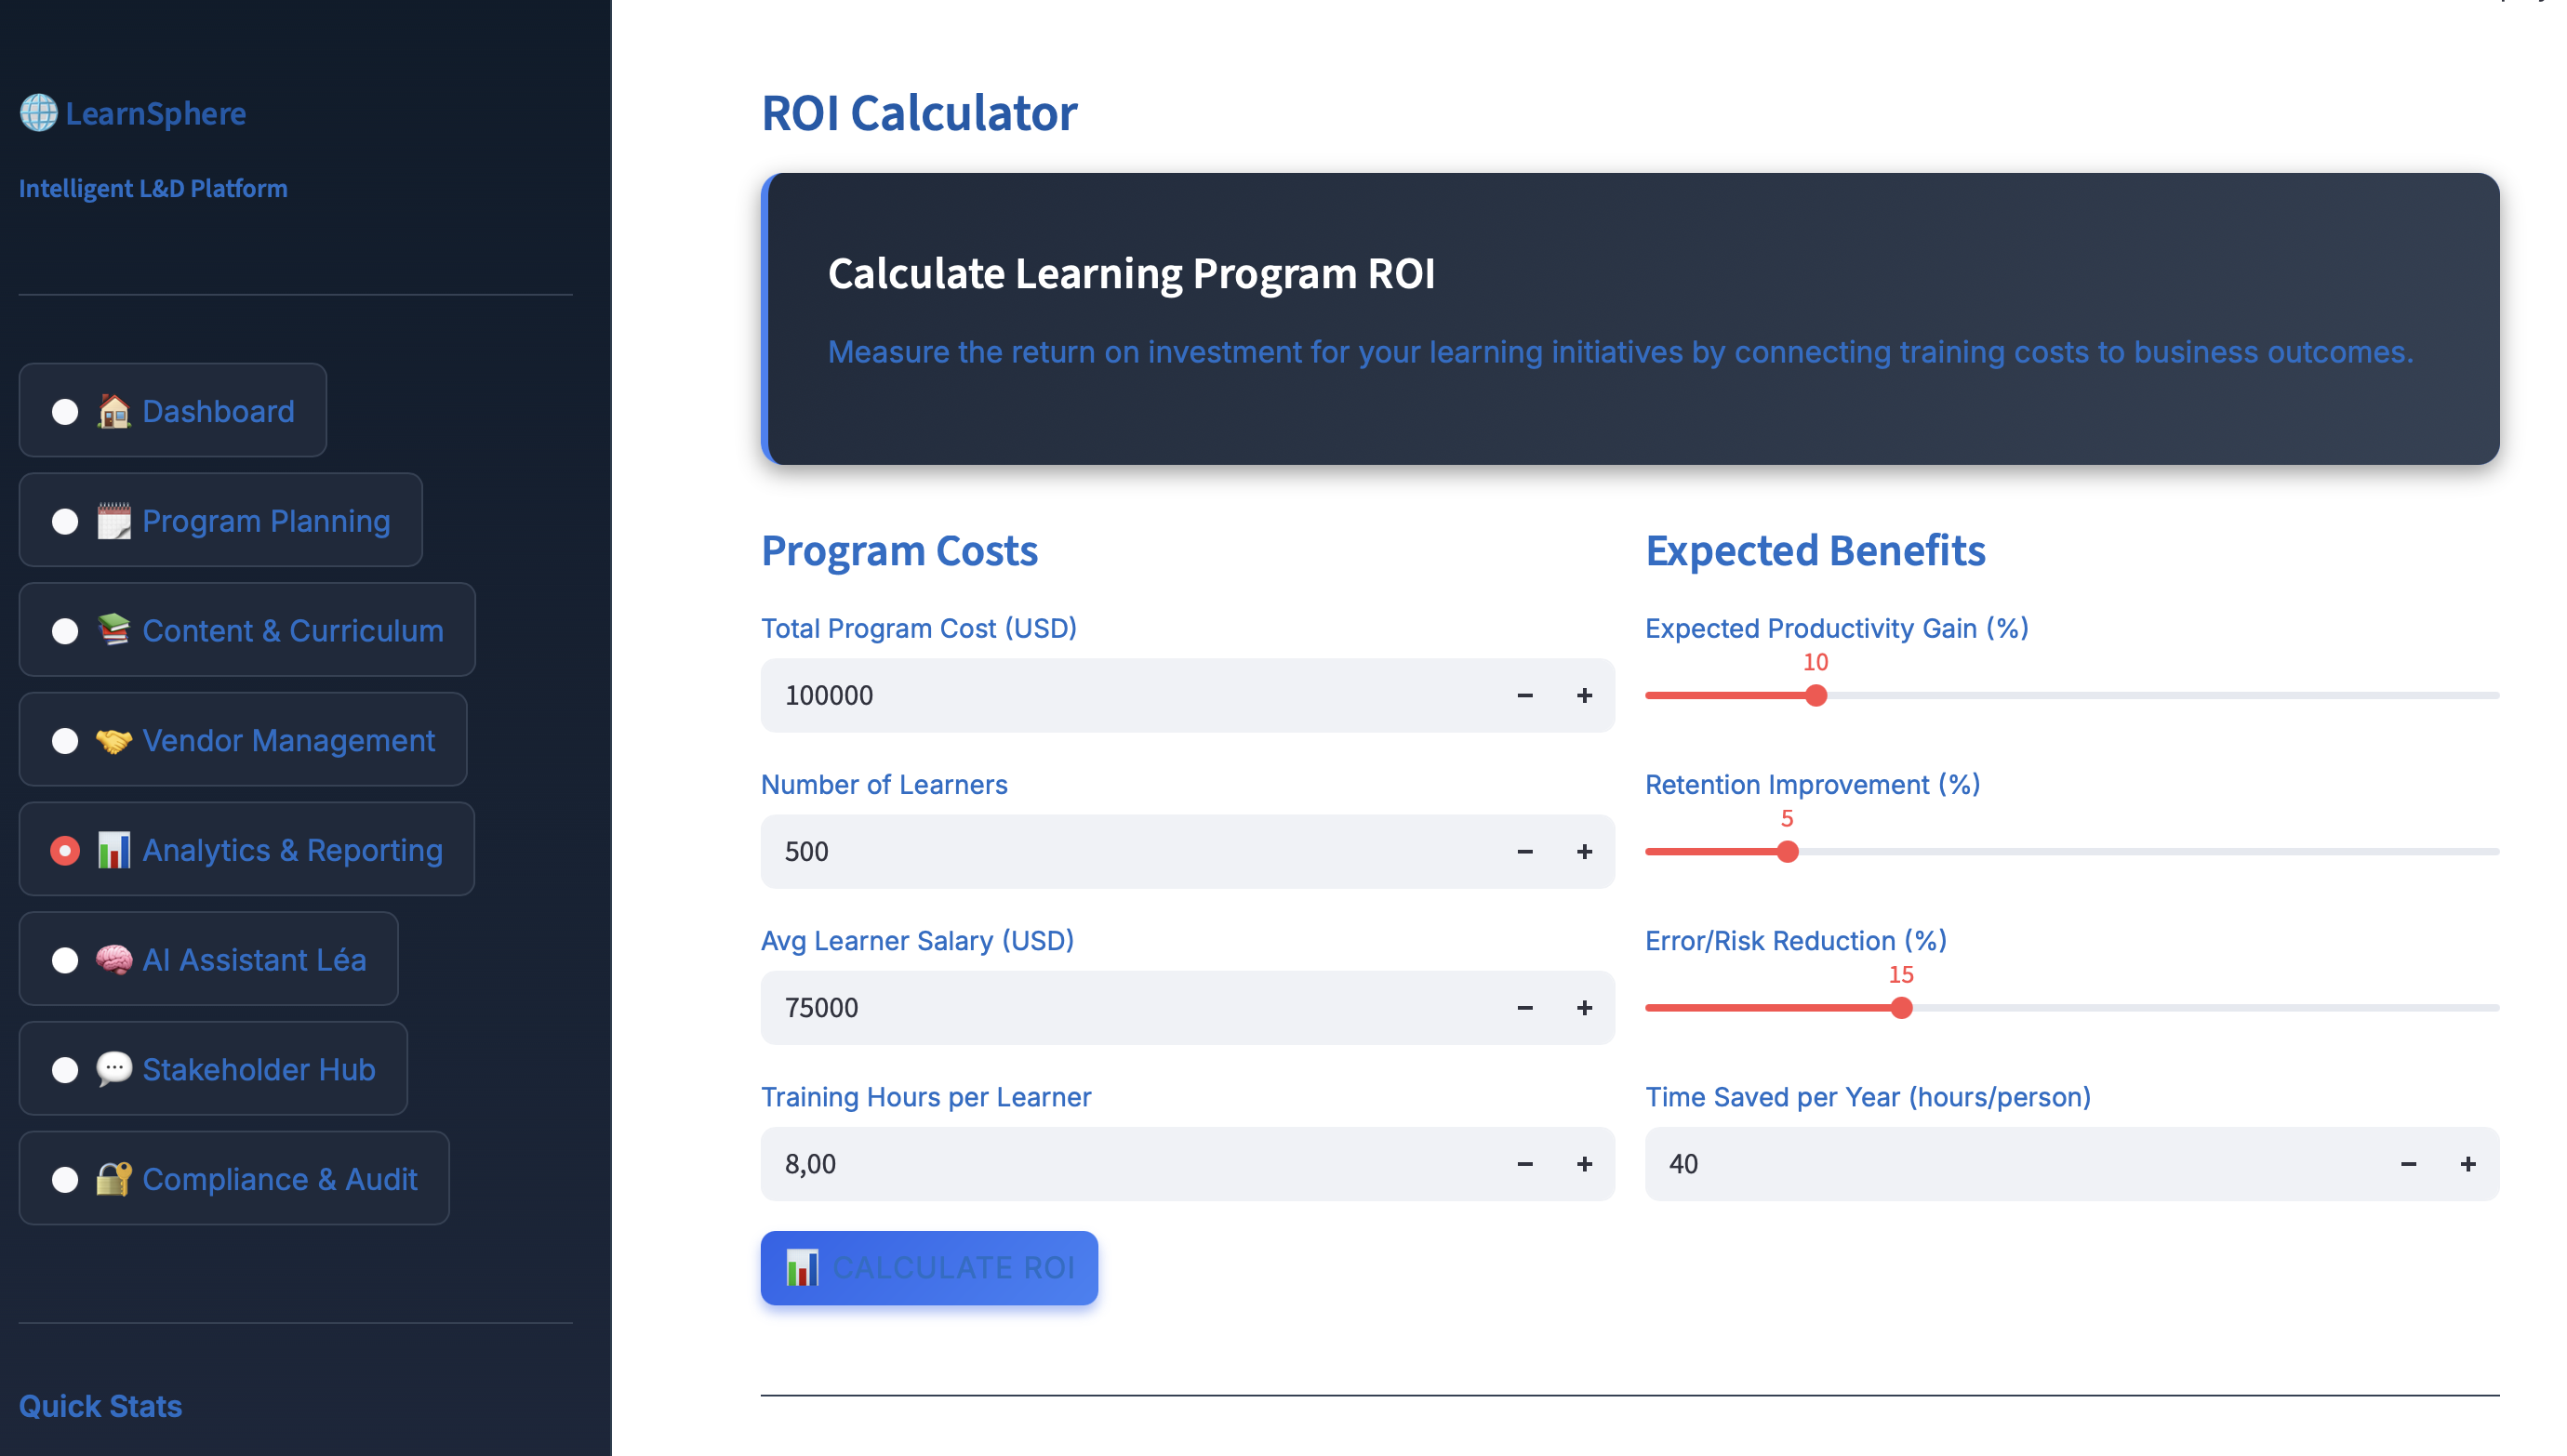 LearnSphere
Intelligent L&D Platform
Dashboard
Program Planning
Content & Curriculum
Vendor Management
Analytics & Reporting
AI Assistant Léa
Stakeholder Hub
Compliance & Audit
Quick Stats
ROI Calculator
Calculate Learning Program ROI
Measure the return on investment for your learning initiatives by connecting training costs to business outcomes.
Program Costs
Total Program Cost (USD)
100000
Number of Learners
500
Avg Learner Salary (USD)
75000
Training Hours per Learner
8,00
CALCULATE ROI
Expected Benefits
Expected Productivity Gain (%)
10
Retention Improvement (%)
5
Error/Risk Reduction (%)
15
Time Saved per Year (hours/person)
40